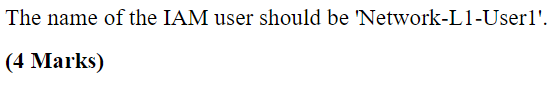 The name of the IAM user should be 'Network-L1-User1'.
(4 Marks)